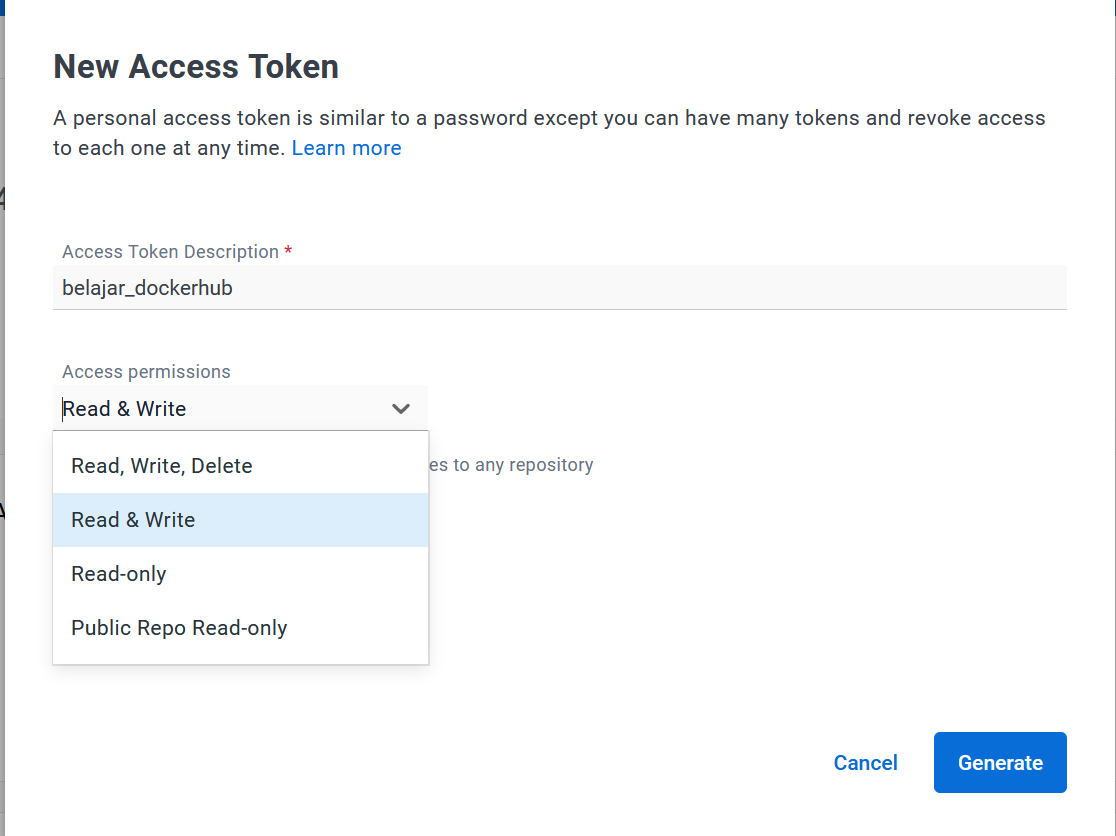 New Access Token
A personal access token is similar to a password except you can have many tokens and revoke access
to each one at any time. Learn more
Access Token Description *
belajar_dockerhub
Access permissions
Read & Write
Read, Write, Delete
es to any repository
Read & Write
Read-only
Public Repo Read-only
Cancel
Generate